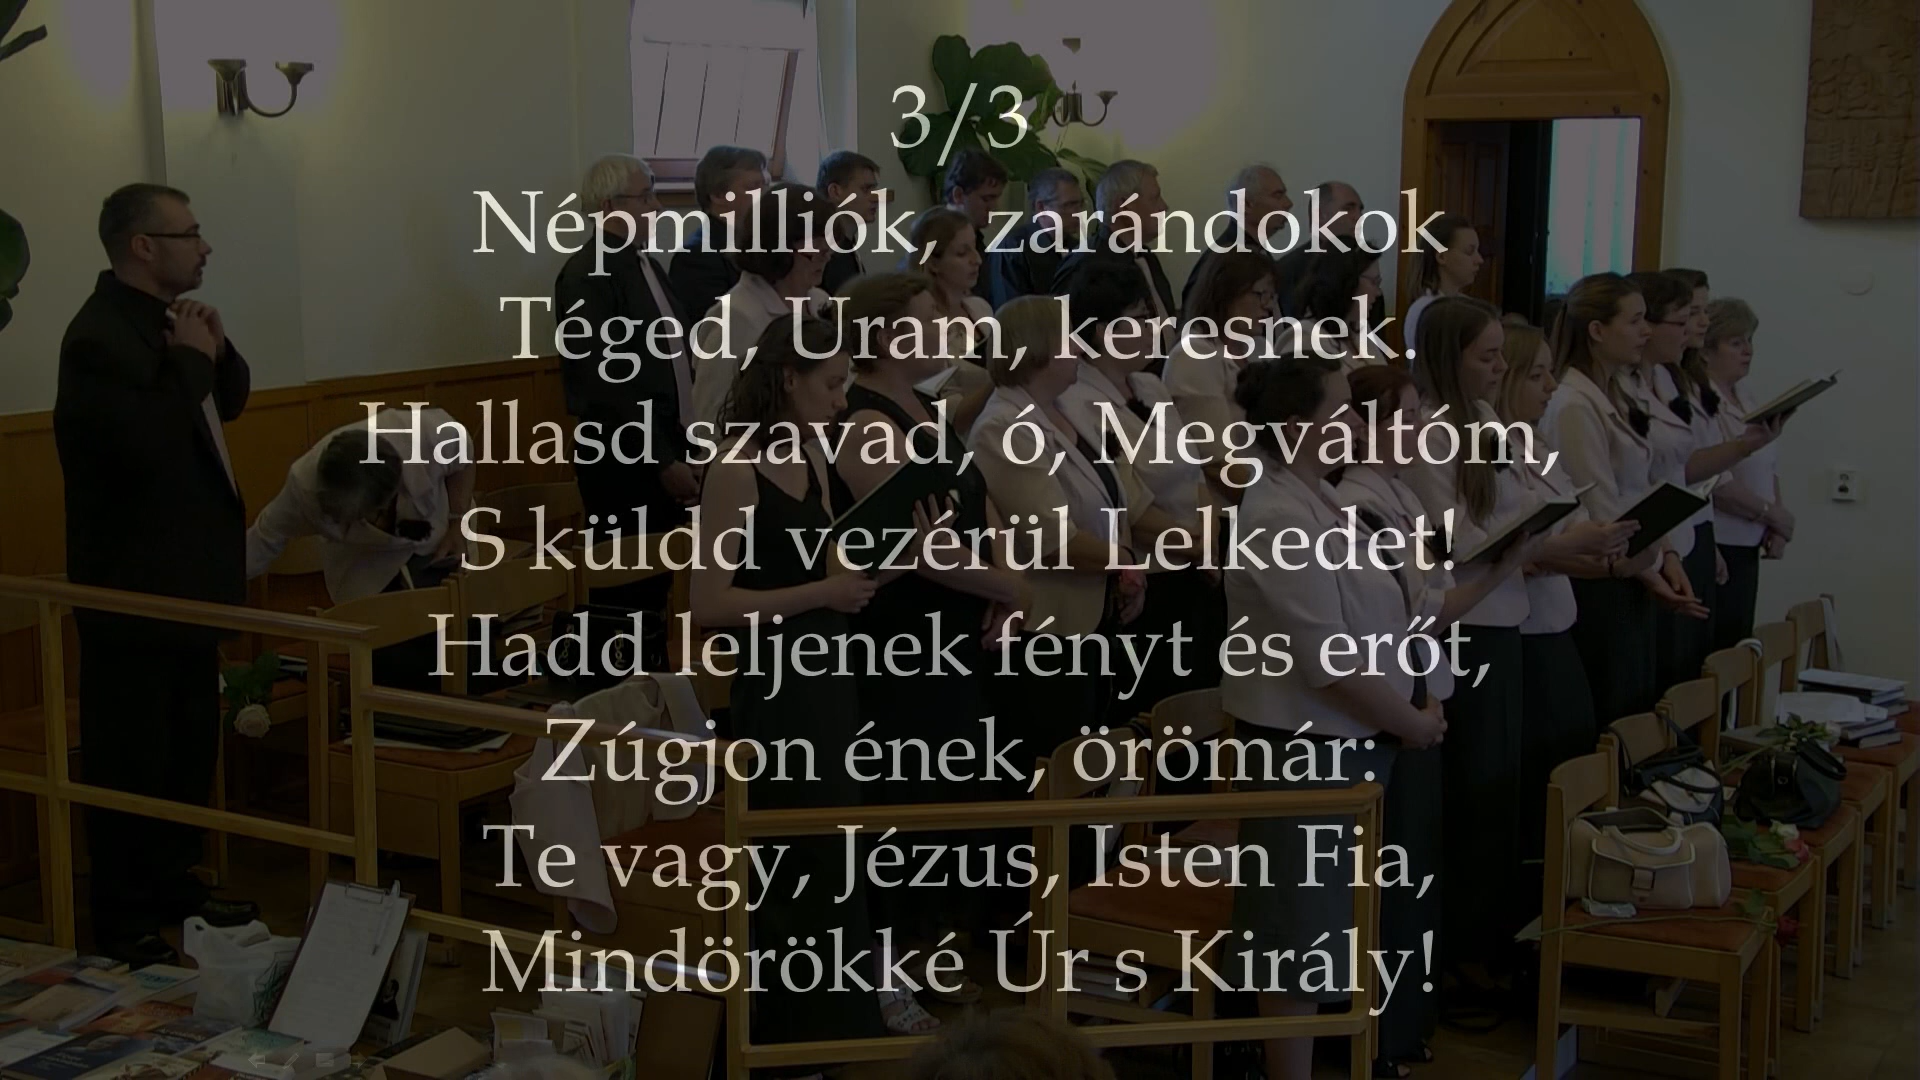 3/3
Népmilliók, zarándokok
Téged, Uram, keresnek.
Hallasd szavad, ó, Megváltóm,
S küldd vezérül Lelkedet!
Hadd leljenek fényt és erőt,
Zúgjon ének, örömár:
Te vagy, Jézus, Isten Fia,
Mindörökké Úr s Király!